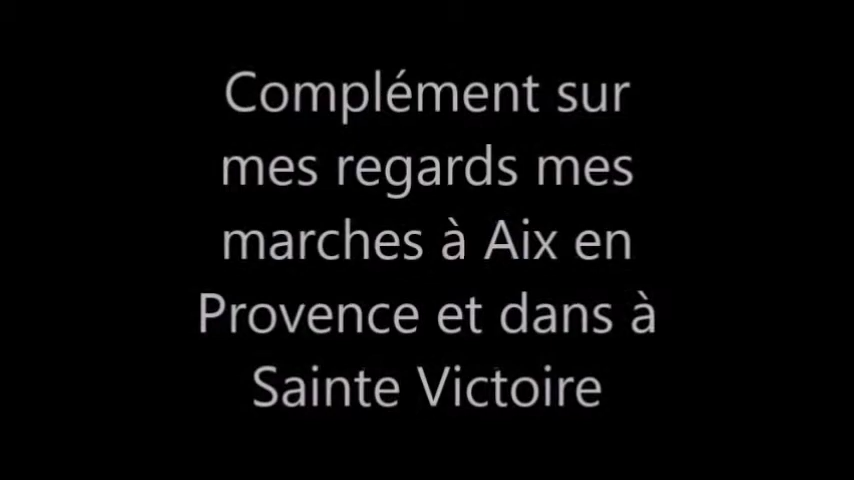 Complément sur
mes regards mes
marches à Aix en
Provence et dans à
Sainte Victoire